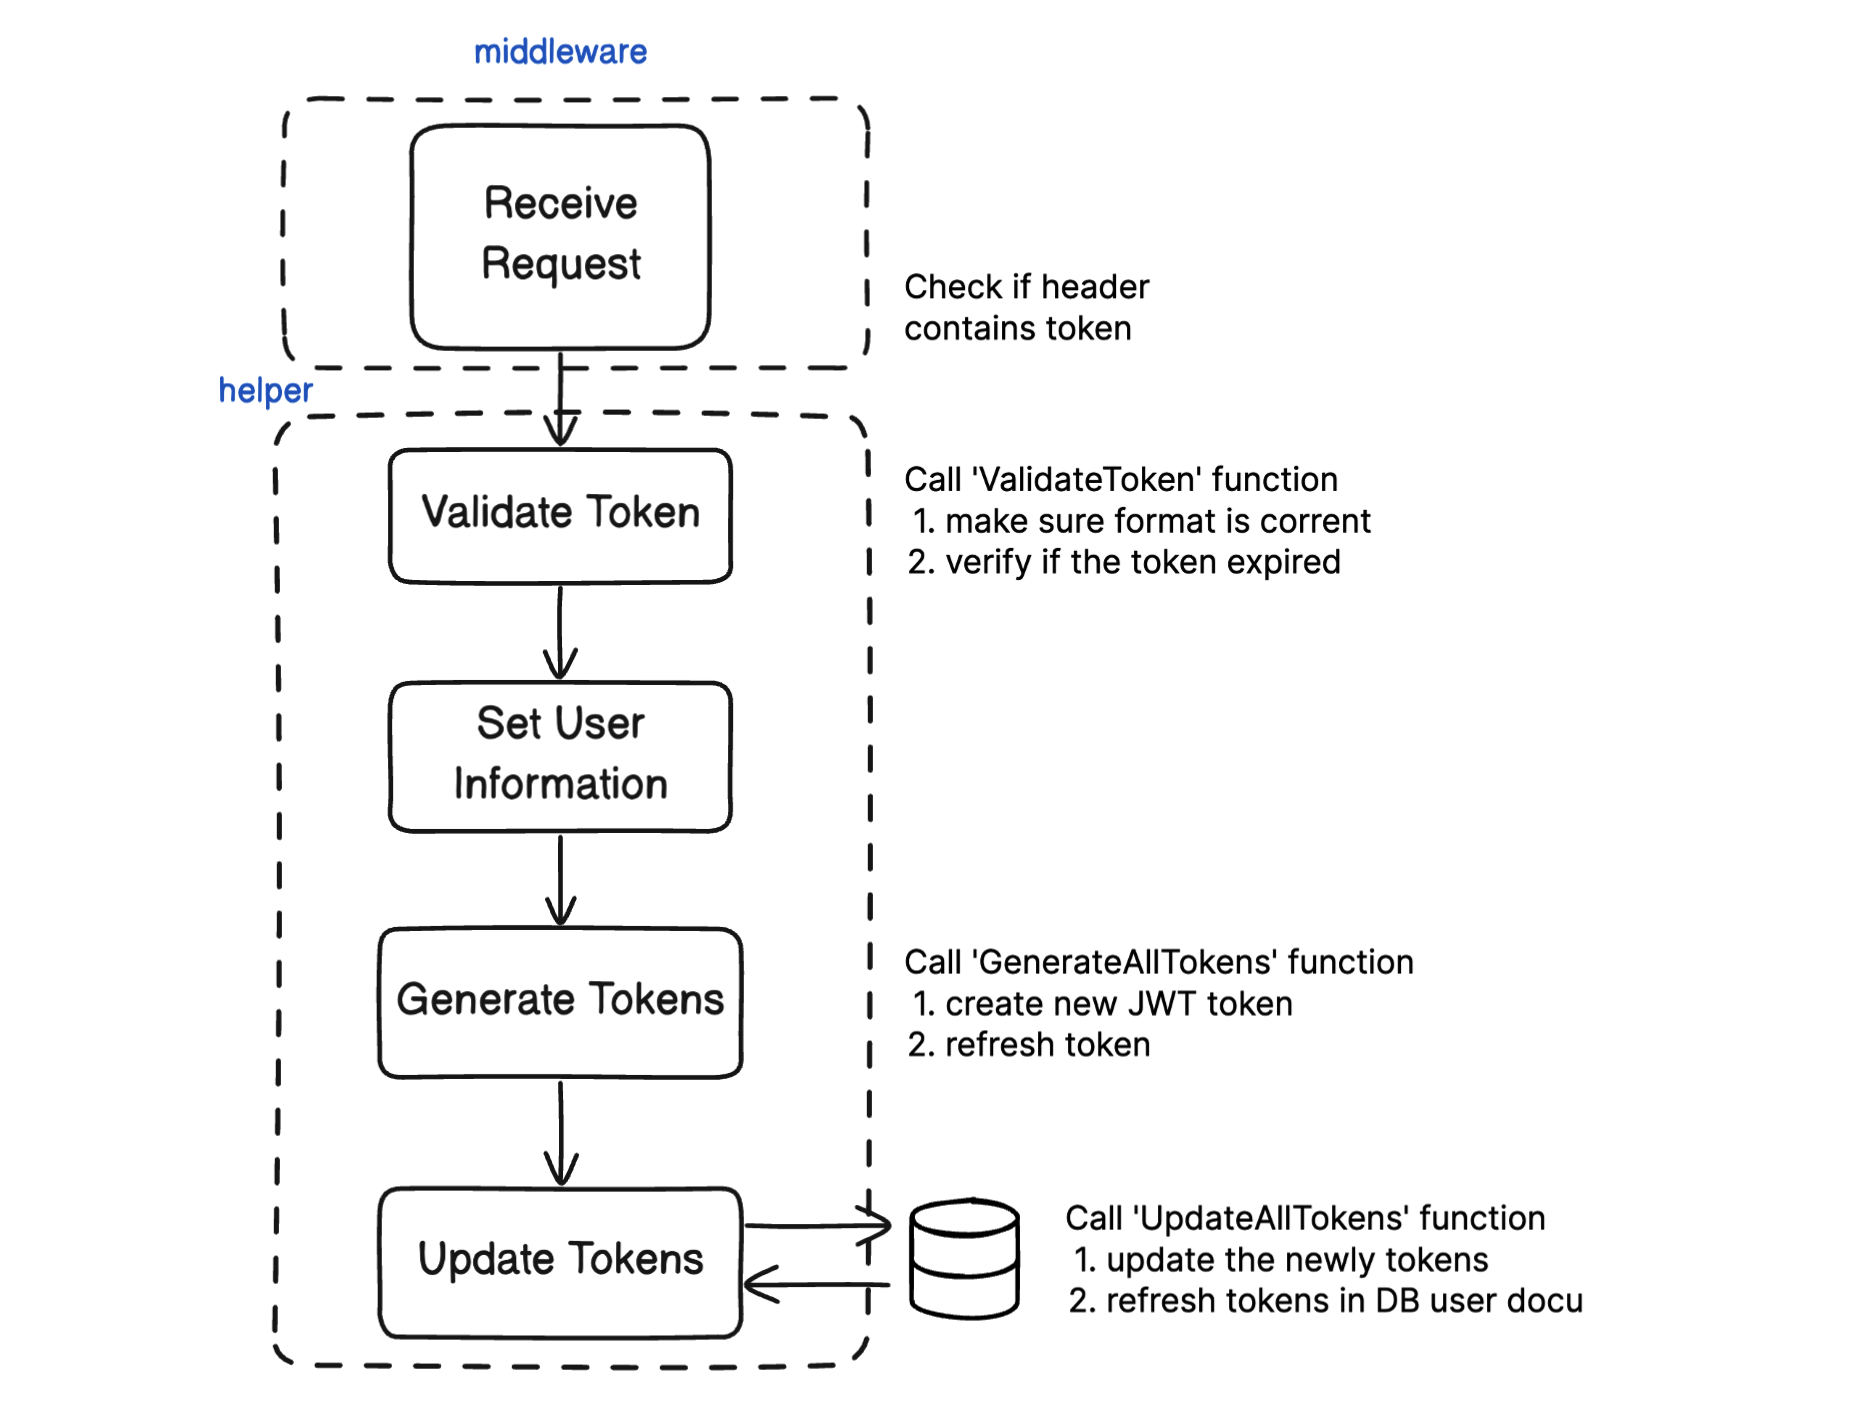 middleware
Receive
Request
Check if header
contains token
helper
Validate Token
Call 'ValidateToken' function
1. make sure format is corrent
2. verify if the token expired
Set User
Information
Generate Tokens
Call 'GenerateAllTokens' function
1. create new JWT token
2. refresh token
Update Tokens
Call 'UpdateAllTokens' function
1. update the newly tokens
2. refresh tokens in DB user docu